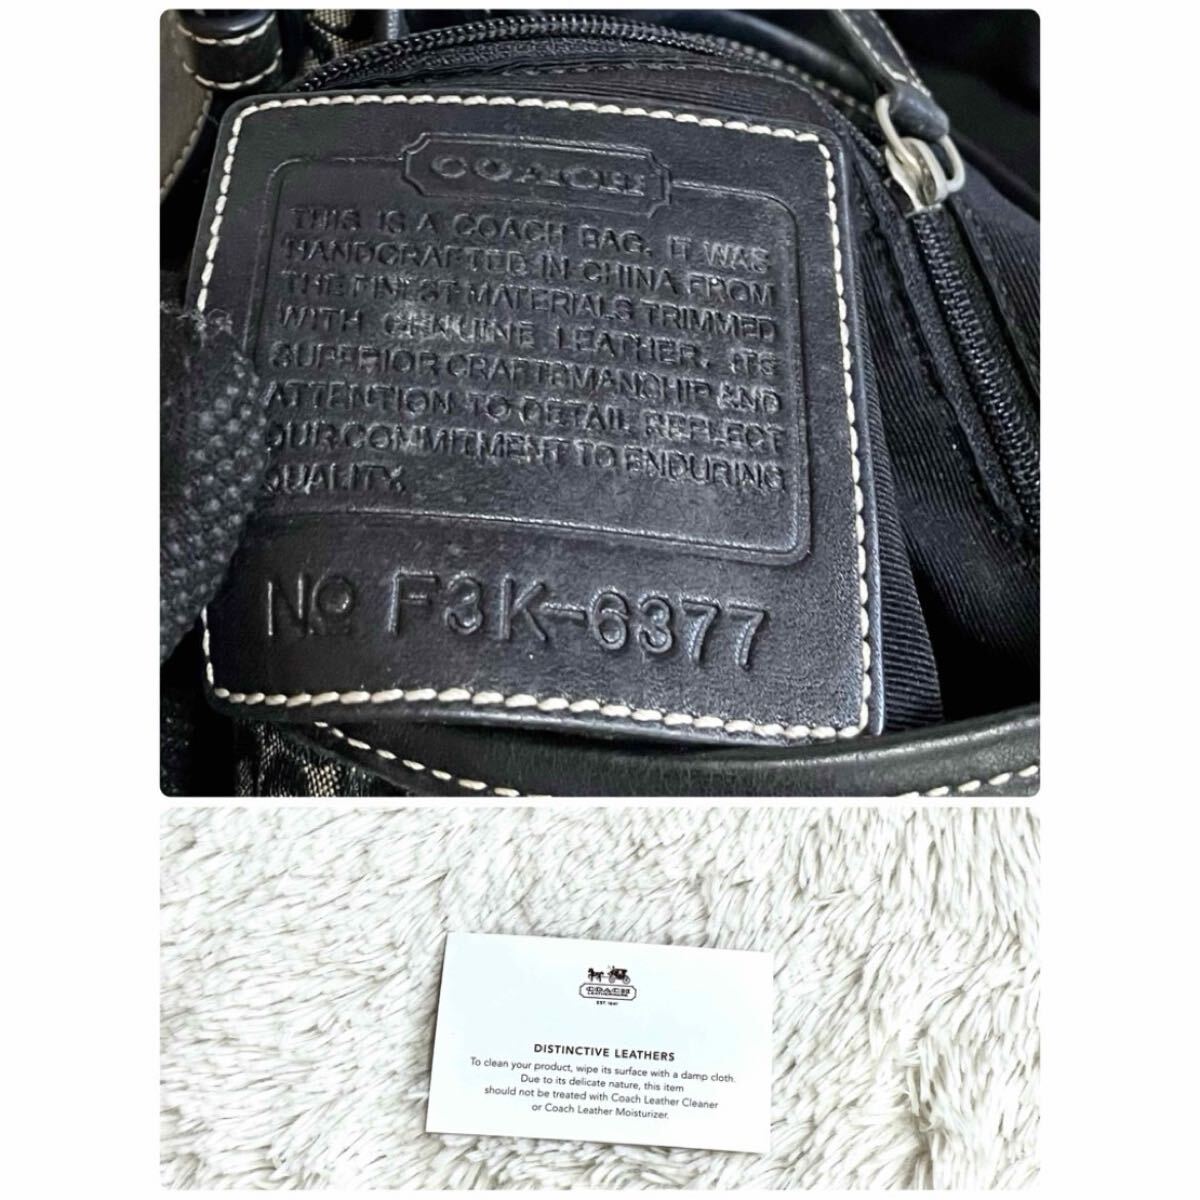 COACH
THIS IS A COACH BAG. IT WAS
HANDCRAFTED IN CHINA FROM
THE FINEST MATERIALS TRIMMED
WITH GENUINE LEATHER. ITS
SUPERIOR CRAFTSMANSHIP AND
ATTENTION TO DETAIL REFLECT
OUR COMMITMENT TO ENDURING
QUALITY.
No F3K-6377
COACH
LEATHERWARE
EST. 1941
DISTINCTIVE LEATHERS
To clean your product, wipe its surface with a damp cloth.
Due to its delicate nature, this item
should not be treated with Coach Leather Cleaner
or Coach Leather Moisturizer.